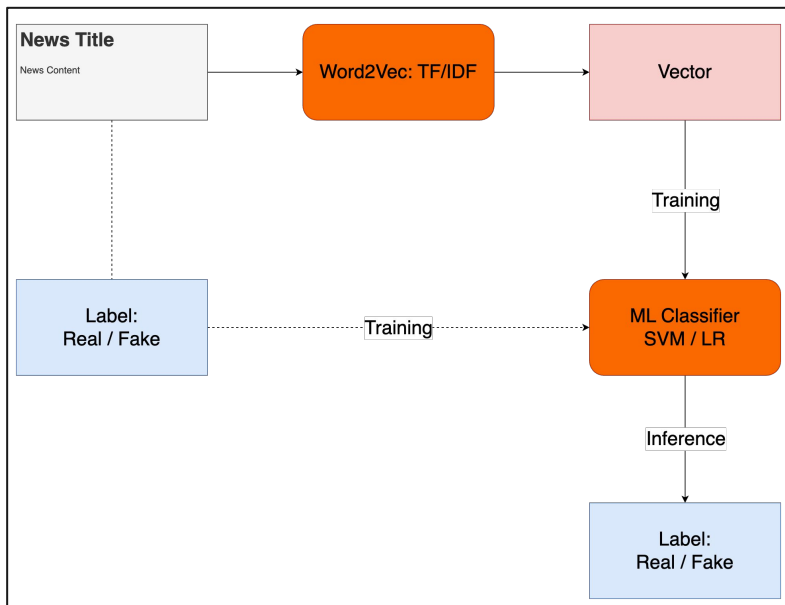 News Title
News Content
Word2Vec: TF/IDF
Vector
Training
Label:
Real / Fake
Training
ML Classifier
SVM / LR
Inference
Label:
Real / Fake